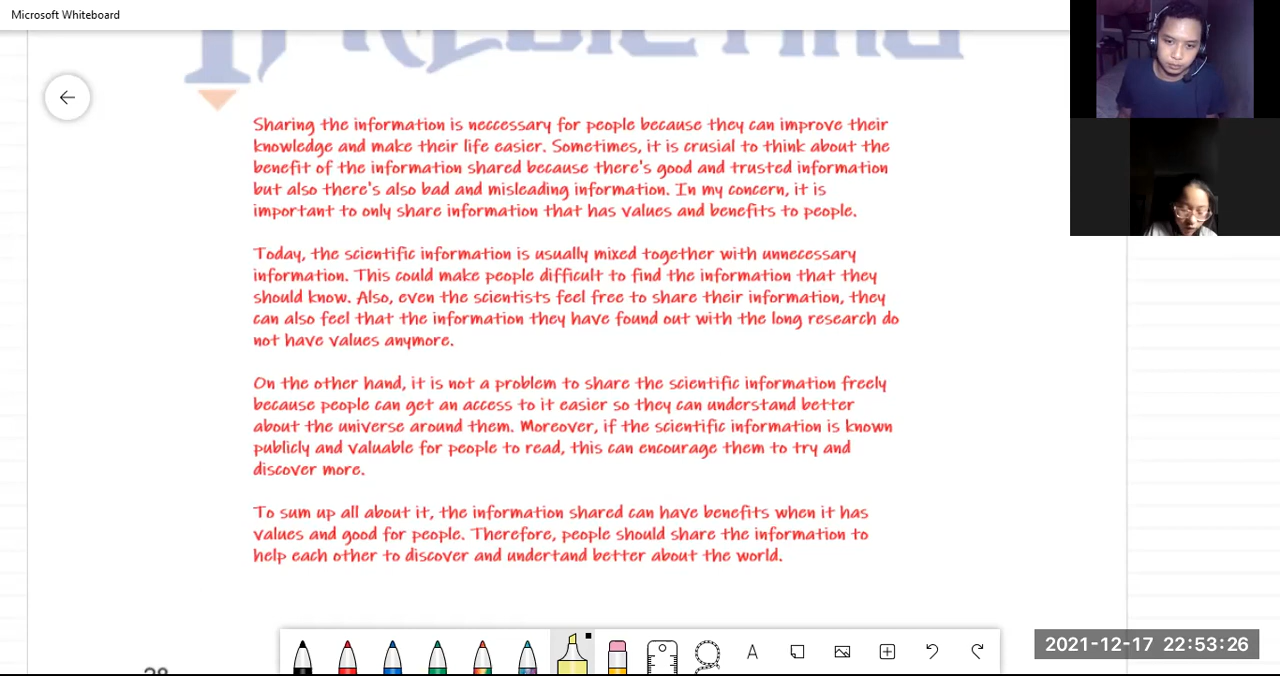 Microsoft Whiteboard
Sharing the information is neccessary for people because they can improve their
knowledge and make their life easier. Sometimes, it is crusial to think about the
benefit of the information shared because there's good and trusted information
but also there's also bad and misleading information. In my concern, it is
important to only share information that has values and benefits to people.
Today, the scientific information is usually mixed together with unnecessary
information. This could make people difficult to find the information that they
should know. Also, even the scientists feel free to share their information, they
can also feel that the information they have found out with the long research do
not have values anymore.
On the other hand, it is not a problem to share the scientific information freely
because people can get an access to it easier so they can understand better
about the universe around them. Moreover, if the scientific information is known
publicly and valuable for people to read, this can encourage them to try and
discover more.
To sum up all about it, the information shared can have benefits when it has
values and good for people. Therefore, people should share the information to
help each other to discover and undertand better about the world.
A
2021-12-17 22:53:26